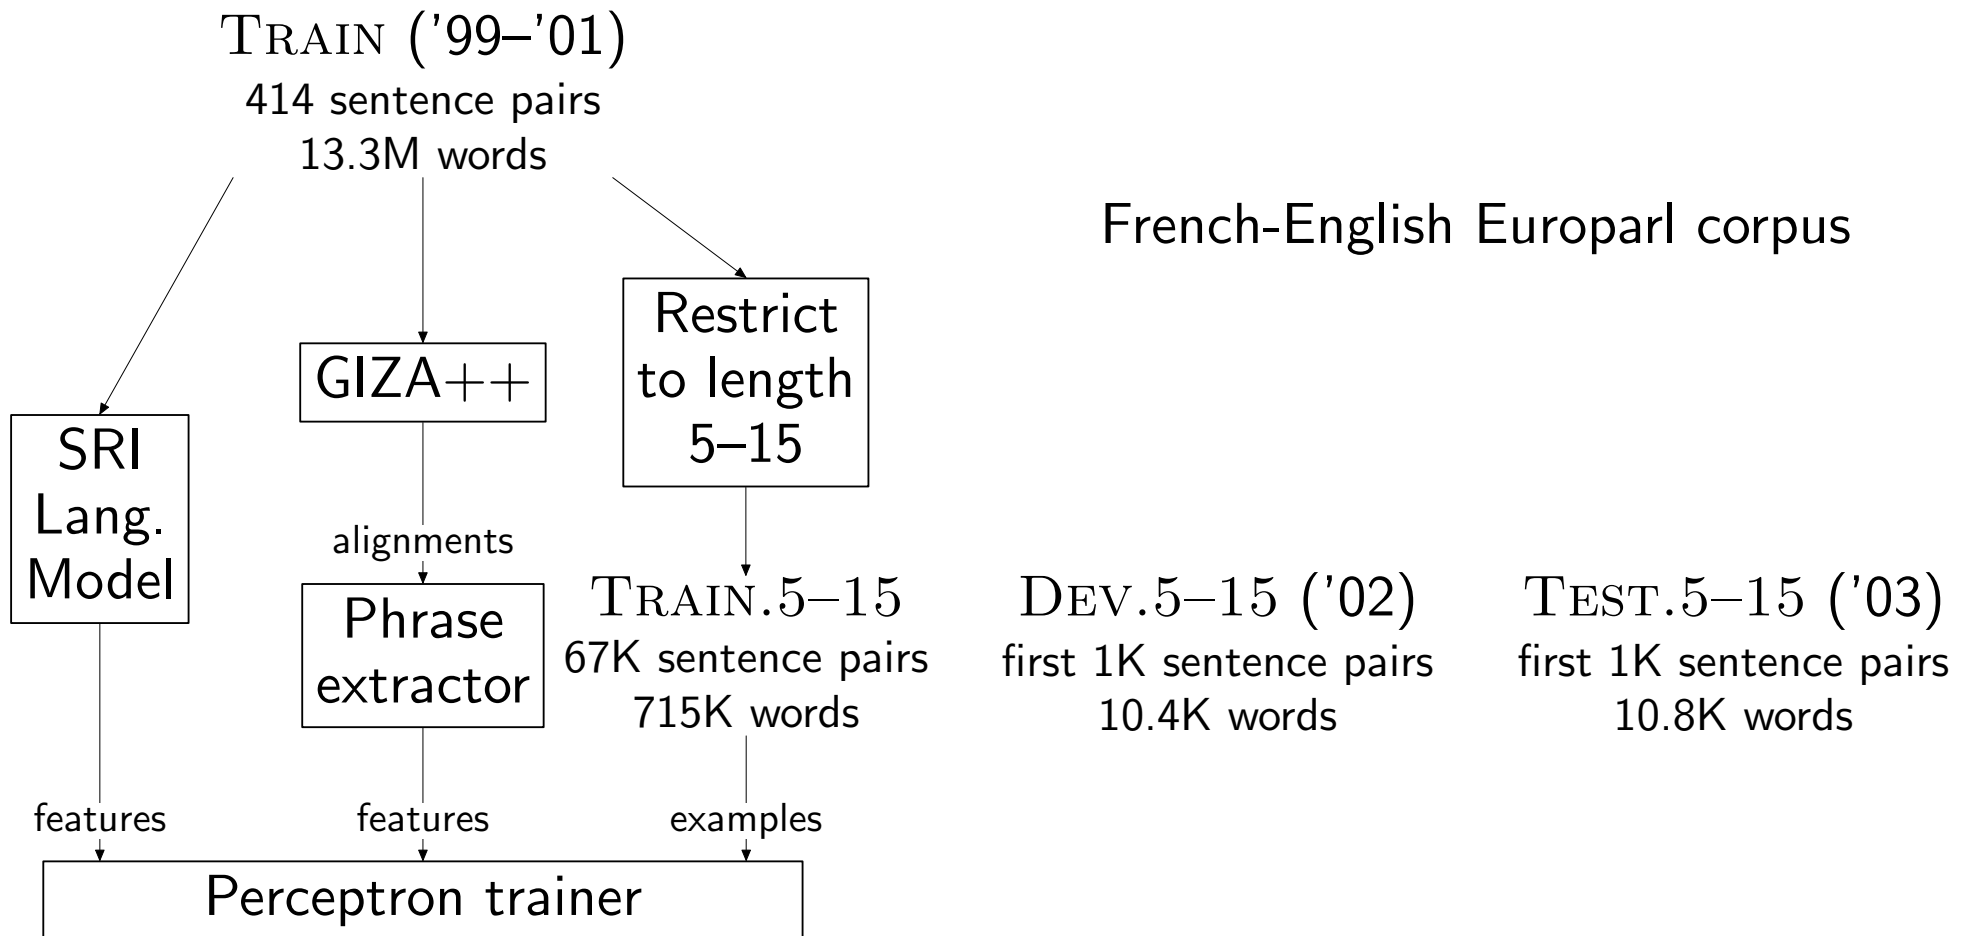 TRAIN ('99–'01)
414 sentence pairs
13.3M words
French-English Europarl corpus
Restrict
to length
5–15
GIZA++
SRI
Lang.
Model
alignments
Phrase
extractor
TRAIN.5–15
67K sentence pairs
715K words
DEV.5–15 ('02)
first 1K sentence pairs
10.4K words
TEST.5–15 ('03)
first 1K sentence pairs
10.8K words
features
features
examples
Perceptron trainer